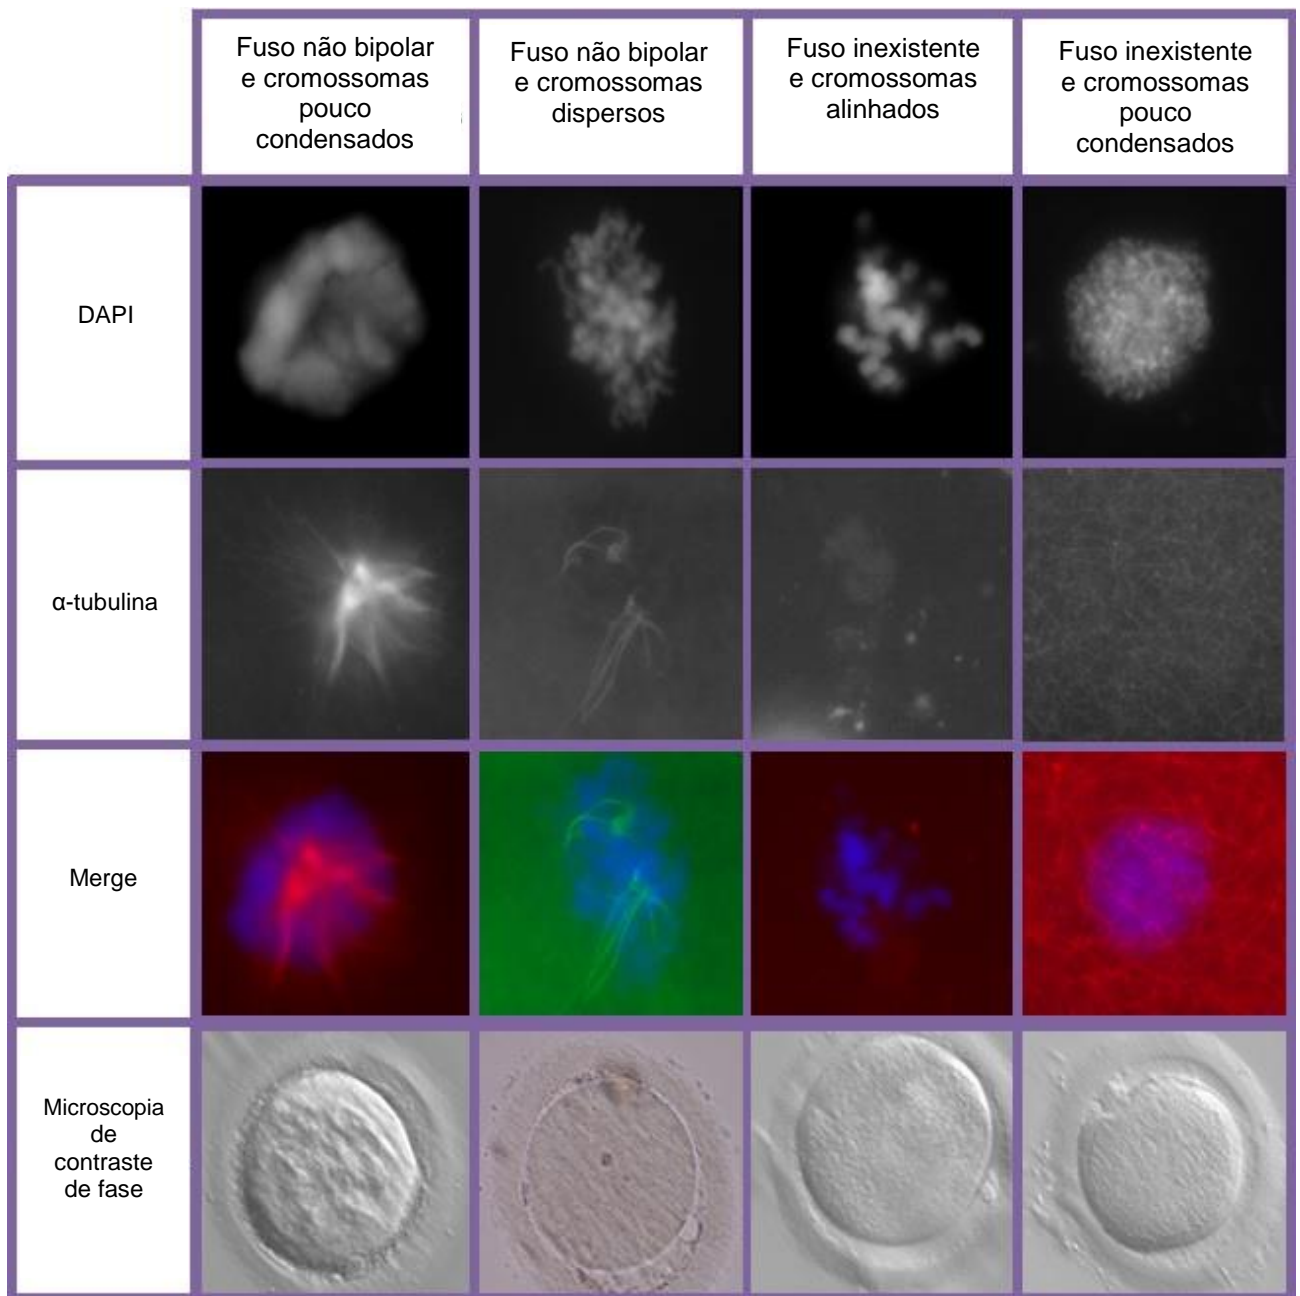 Fuso não bipolar
e cromossomas
pouco
condensados
Fuso não bipolar
e cromossomas
dispersos
Fuso inexistente
e cromossomas
alinhados
Fuso inexistente
e cromossomas
pouco
condensados
DAPI
α-tubulina
Merge
Microscopia
de
contraste
de fase